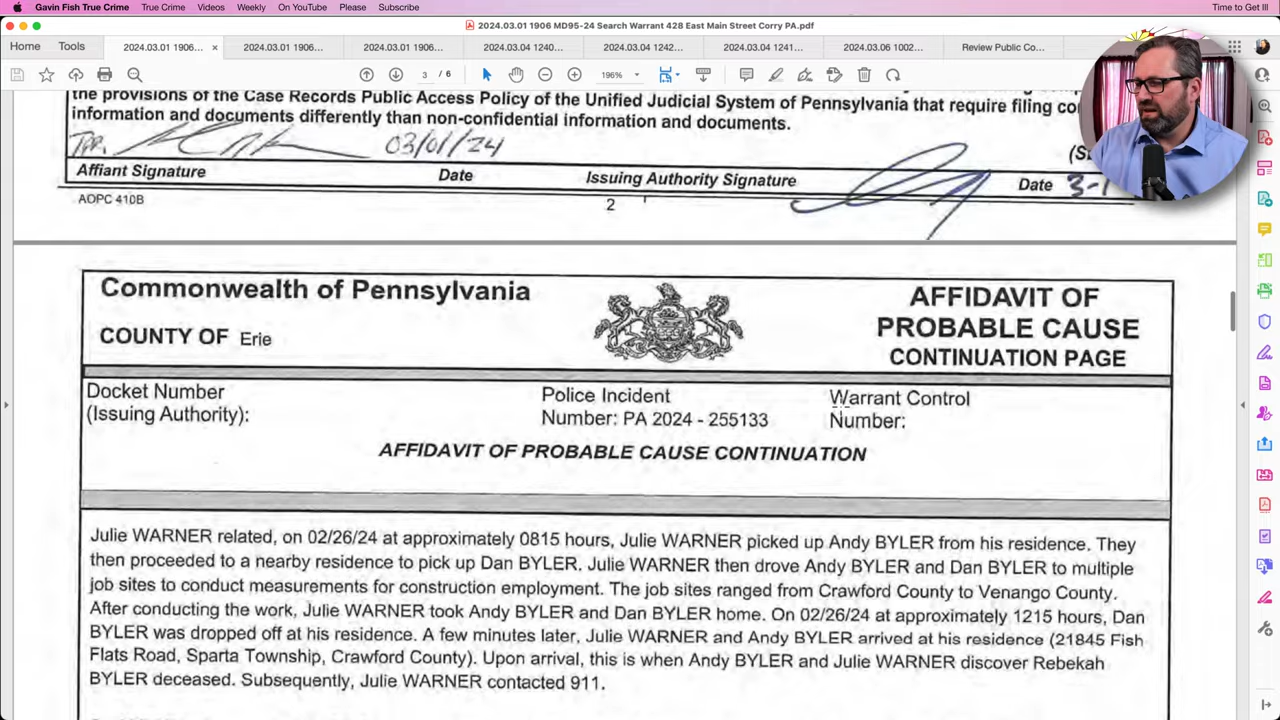 Gavin Fish True Crime True Crime Videos Weekly On YouTube Please Subscribe Time to Get Ill
2024.03.01 1906 MD95-24 Search Warrant 428 East Main Street Corry PA.pdf
Home Tools 2024.03.01 1906... × 2024.03.01 1906... 2024.03.01 1906... 2024.03.04 1240... 2024.03.04 1242... 2024.03.04 1241... 2024.03.06 1002... Review Public Co...
3 / 6 196%
the provisions of the Case Records Public Access Policy of the Unified Judicial System of Pennsylvania that require filing
information and documents differently than non-confidential information and documents.
TPR. 03/01/24
Affiant Signature Date Issuing Authority Signature Date 3-1
AOPC 410B 2
Commonwealth of Pennsylvania
COUNTY OF Erie
AFFIDAVIT OF
PROBABLE CAUSE
CONTINUATION PAGE
Docket Number
(Issuing Authority):
Police Incident
Number: PA 2024 - 255133
Warrant Control
Number:
AFFIDAVIT OF PROBABLE CAUSE CONTINUATION
Julie WARNER related, on 02/26/24 at approximately 0815 hours, Julie WARNER picked up Andy BYLER from his residence. They
then proceeded to a nearby residence to pick up Dan BYLER. Julie WARNER then drove Andy BYLER and Dan BYLER to multiple
job sites to conduct measurements for construction employment. The job sites ranged from Crawford County to Venango County.
After conducting the work, Julie WARNER took Andy BYLER and Dan BYLER home. On 02/26/24 at approximately 1215 hours, Dan
BYLER was dropped off at his residence. A few minutes later, Julie WARNER and Andy BYLER arrived at his residence (21845 Fish
Flats Road, Sparta Township, Crawford County). Upon arrival, this is when Andy BYLER and Julie WARNER discover Rebekah
BYLER deceased. Subsequently, Julie WARNER contacted 911.